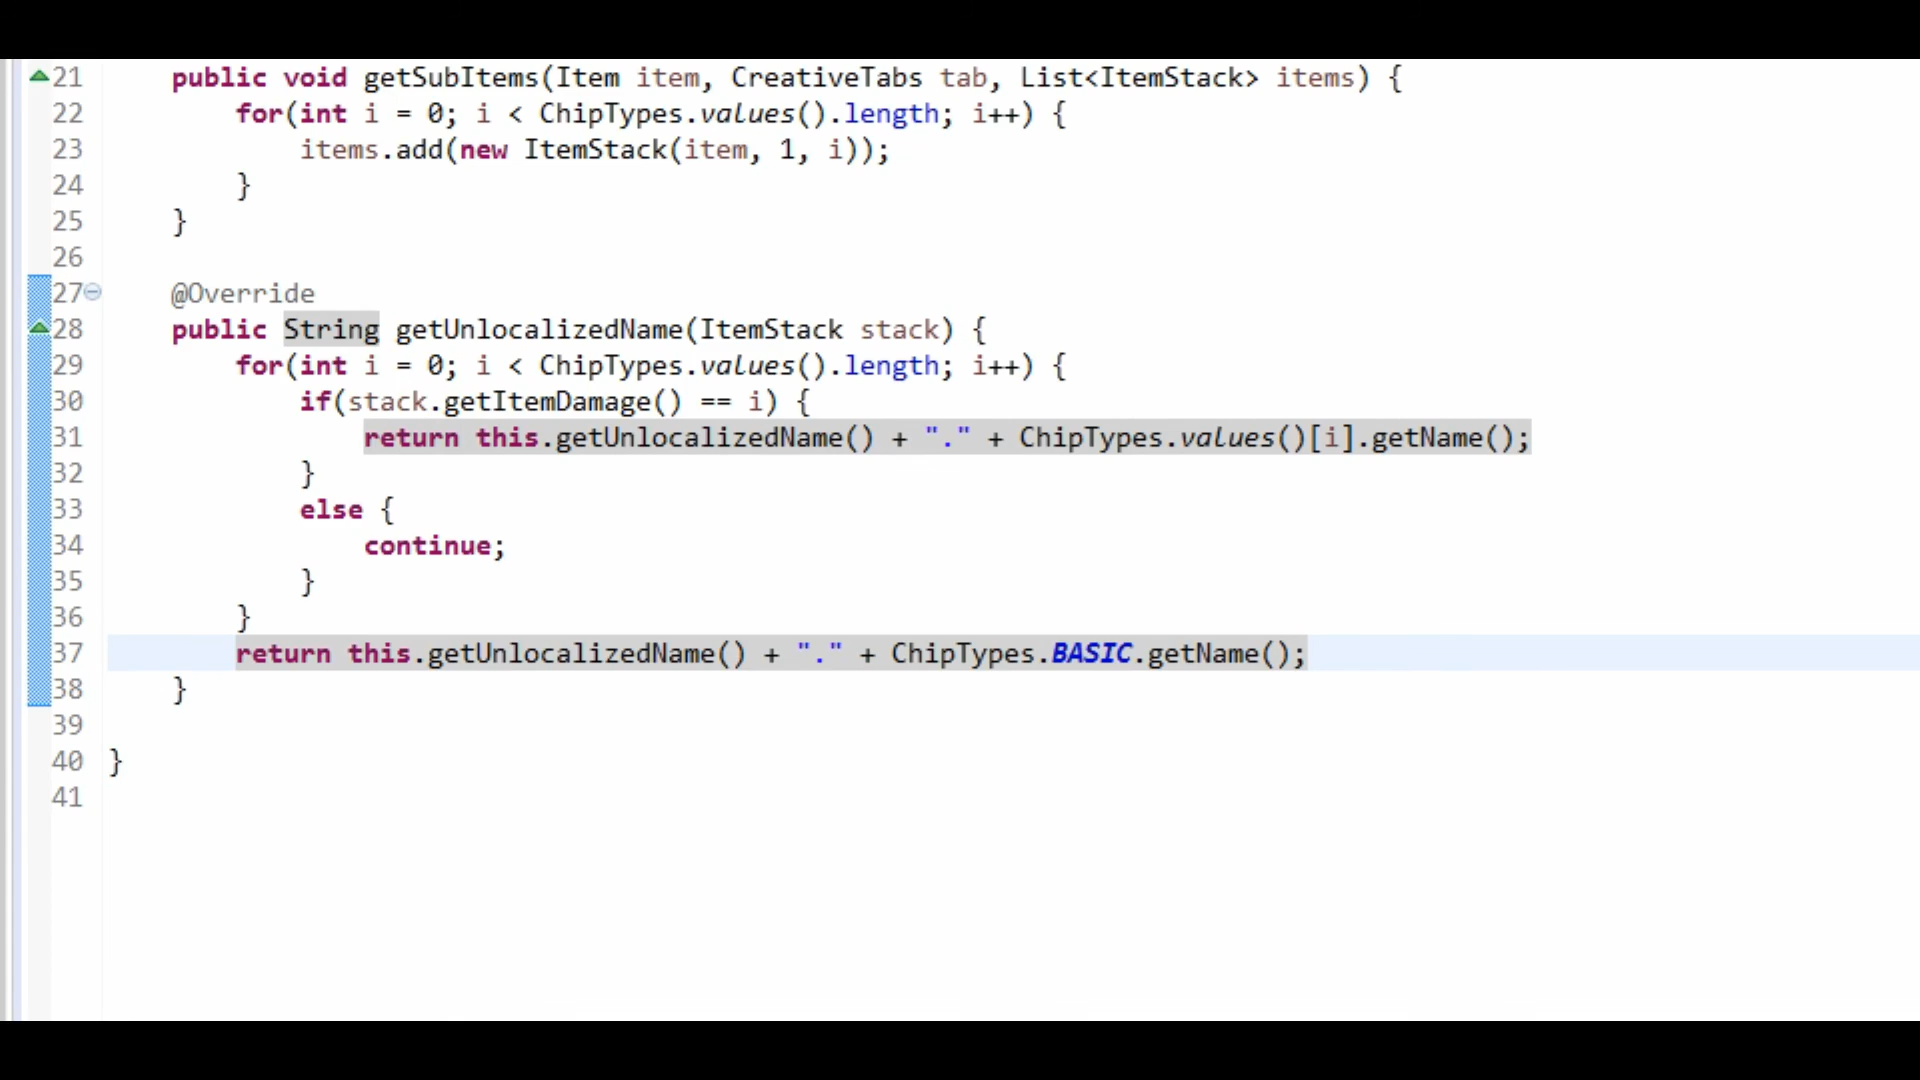 21 public void getSubItems(Item item, CreativeTabs tab, List<ItemStack> items) {
22 for(int i = 0; i < ChipTypes.values().length; i++) {
23 items.add(new ItemStack(item, 1, i));
24 }
25 }
26
27 @Override
28 public String getUnlocalizedName(ItemStack stack) {
29 for(int i = 0; i < ChipTypes.values().length; i++) {
30 if(stack.getItemDamage() == i) {
31 return this.getUnlocalizedName() + "." + ChipTypes.values()[i].getName();
32 }
33 else {
34 continue;
35 }
36 }
37 return this.getUnlocalizedName() + "." + ChipTypes.BASIC.getName();
38 }
39
40 }
41